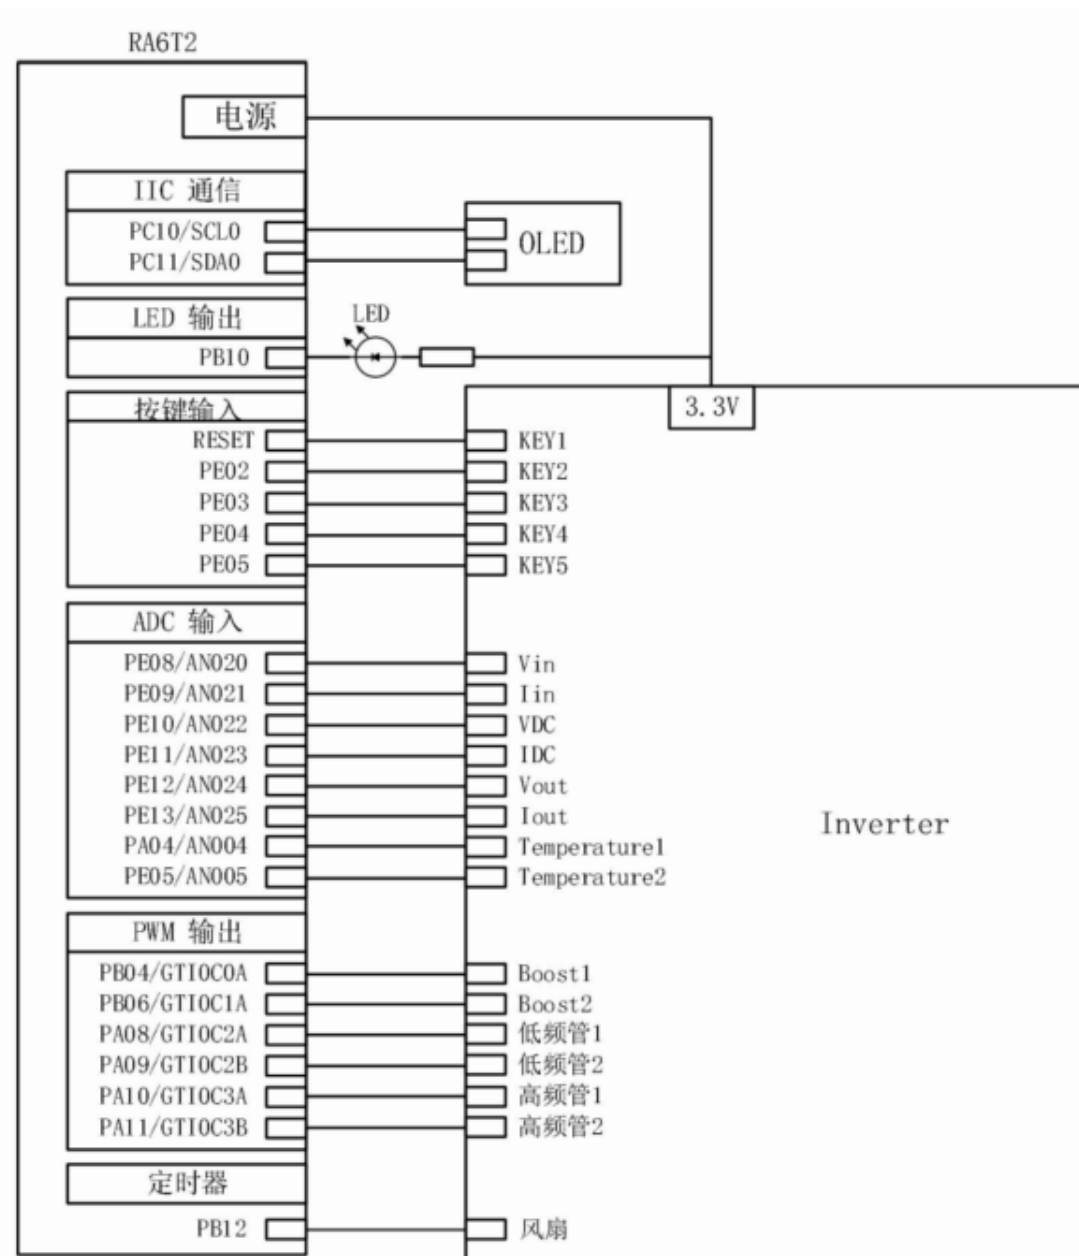 RA6T2
电源
IIC 通信
PC10/SCL0
PC11/SDA0
OLED
LED 输出
LED
PB10
按键输入
3.3V
RESET KEY1
PE02 KEY2
PE03 KEY3
PE04 KEY4
PE05 KEY5
ADC 输入
PE08/AN020 Vin
PE09/AN021 Iin
PE10/AN022 VDC
PE11/AN023 IDC
PE12/AN024 Vout
PE13/AN025 Iout
Inverter
PA04/AN004 Temperature1
PE05/AN005 Temperature2
PWM 输出
PB04/GTIOC0A Boost1
PB06/GTIOC1A Boost2
PA08/GTIOC2A 低频管1
PA09/GTIOC2B 低频管2
PA10/GTIOC3A 高频管1
PA11/GTIOC3B 高频管2
定时器
PB12 风扇